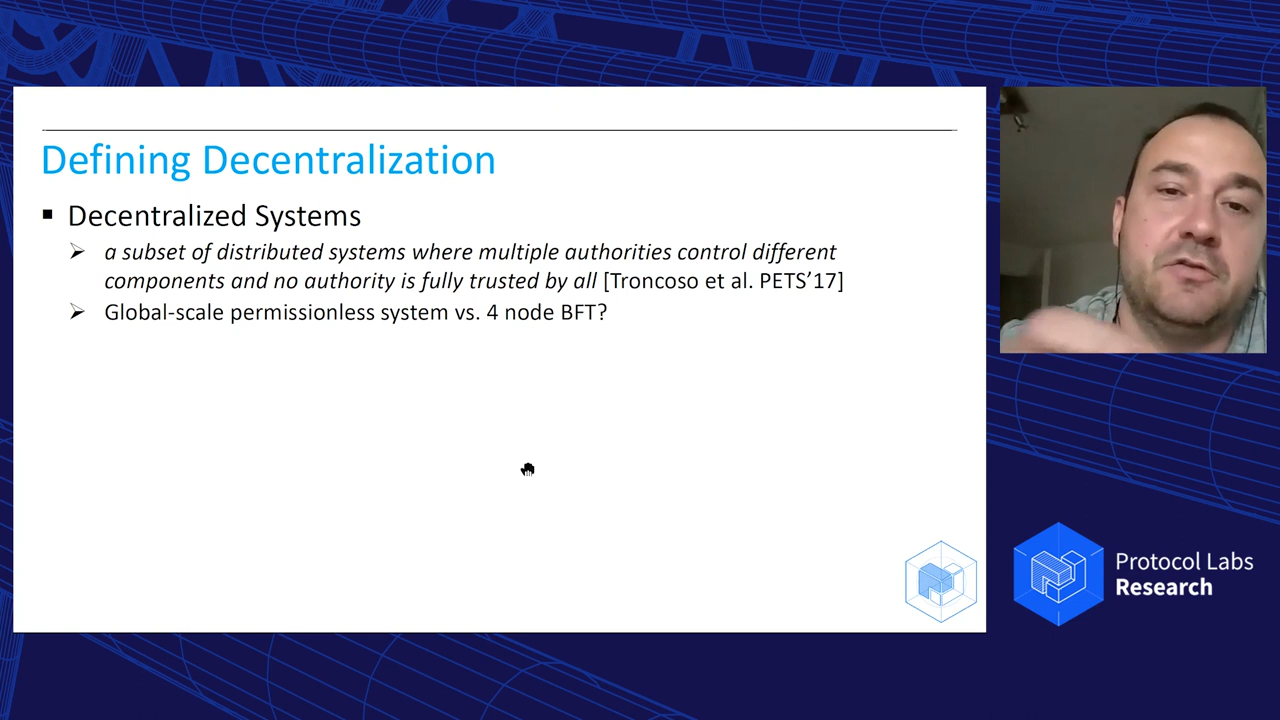 Defining Decentralization
▪ Decentralized Systems
➢ a subset of distributed systems where multiple authorities control different
components and no authority is fully trusted by all [Troncoso et al. PETS’17]
➢ Global-scale permissionless system vs. 4 node BFT?
Protocol Labs
Research